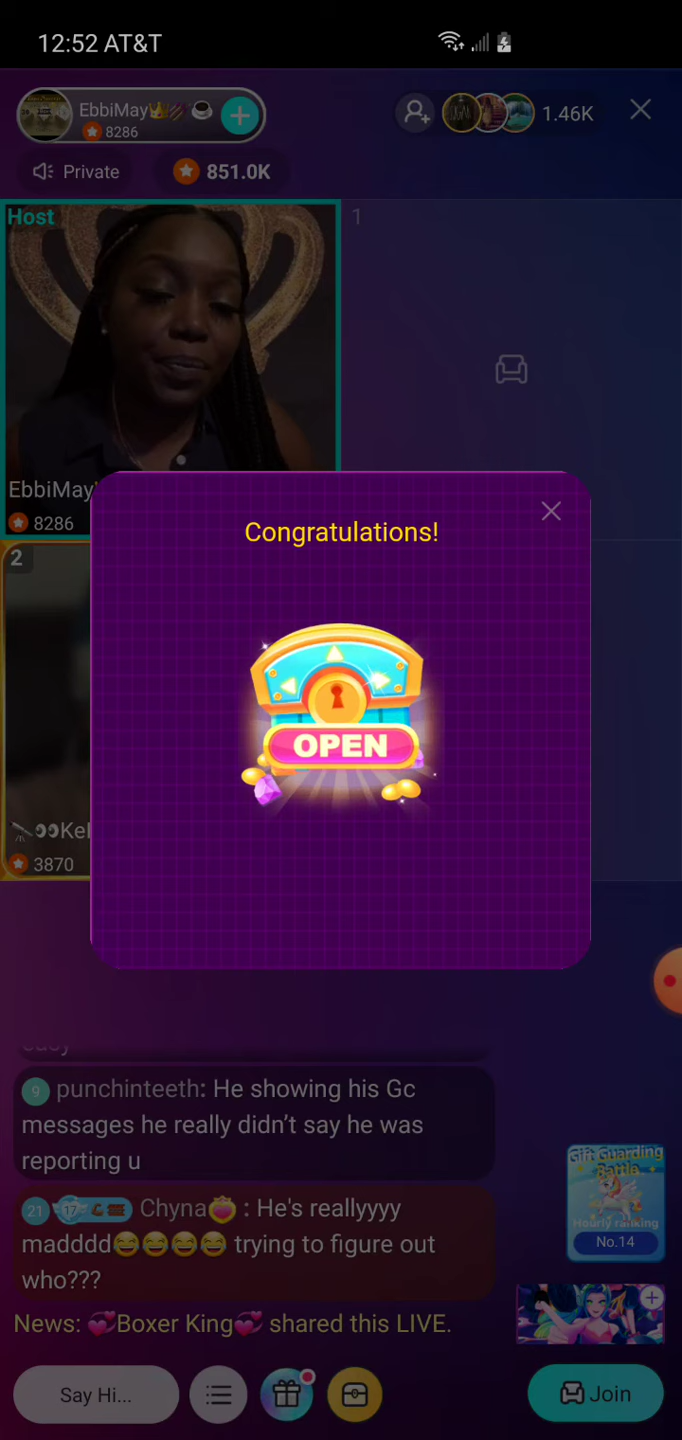 12:52 AT&T
EbbiMay👑💅🏾☕
8286
1.46K
Private
851.0K
Host
1
EbbiMay
8286
Congratulations!
OPEN
2
👀Kel
3870
9 punchinteeth: He showing his Gc
messages he really didn't say he was
reporting u
21 17 Chyna💝 : He's reallyyyy
madddd😂😂😂😂 trying to figure out
who???
News: 💞Boxer King💞 shared this LIVE.
Gift Guarding
Battle
Hourly ranking
No.14
Say Hi...
Join